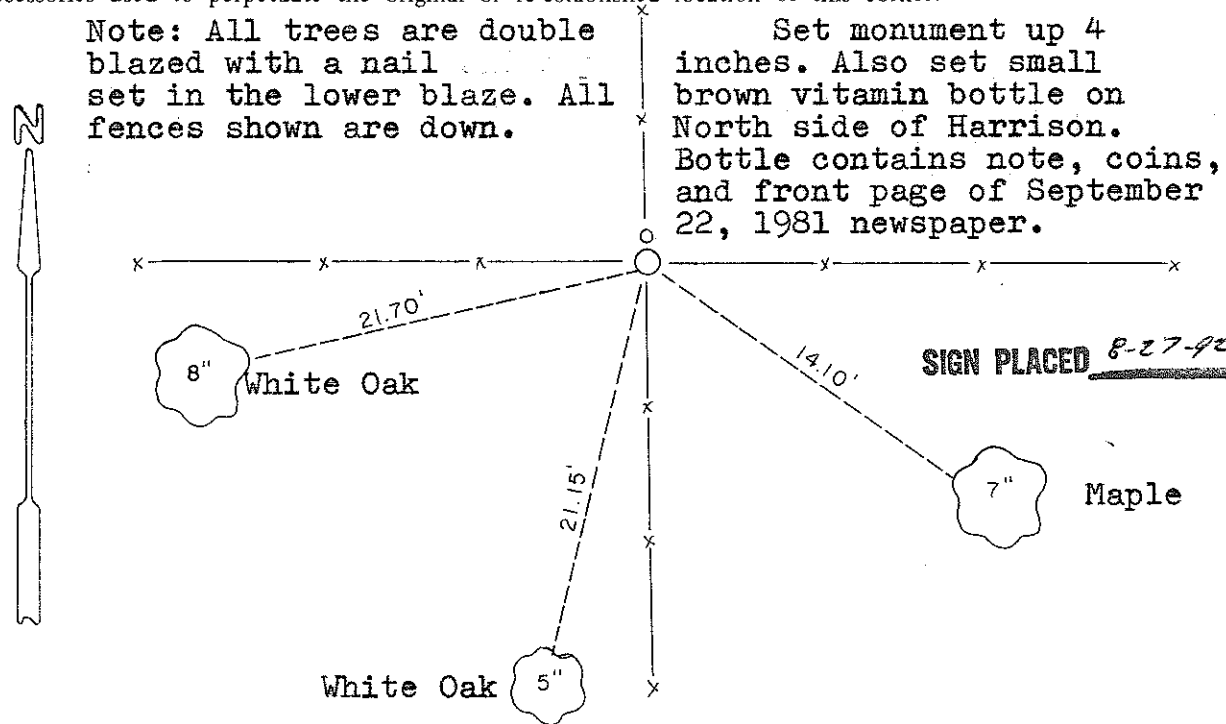 Note: All trees are double
blazed with a nail
set in the lower blaze. All
fences shown are down.
Set monument up 4
inches. Also set small
brown vitamin bottle on
North side of Harrison.
Bottle contains note, coins,
and front page of September
22, 1981 newspaper.
N
21.70'
8"
White Oak
14.10'
SIGN PLACED 8-27-92
21.15'
7"
Maple
White Oak
5"